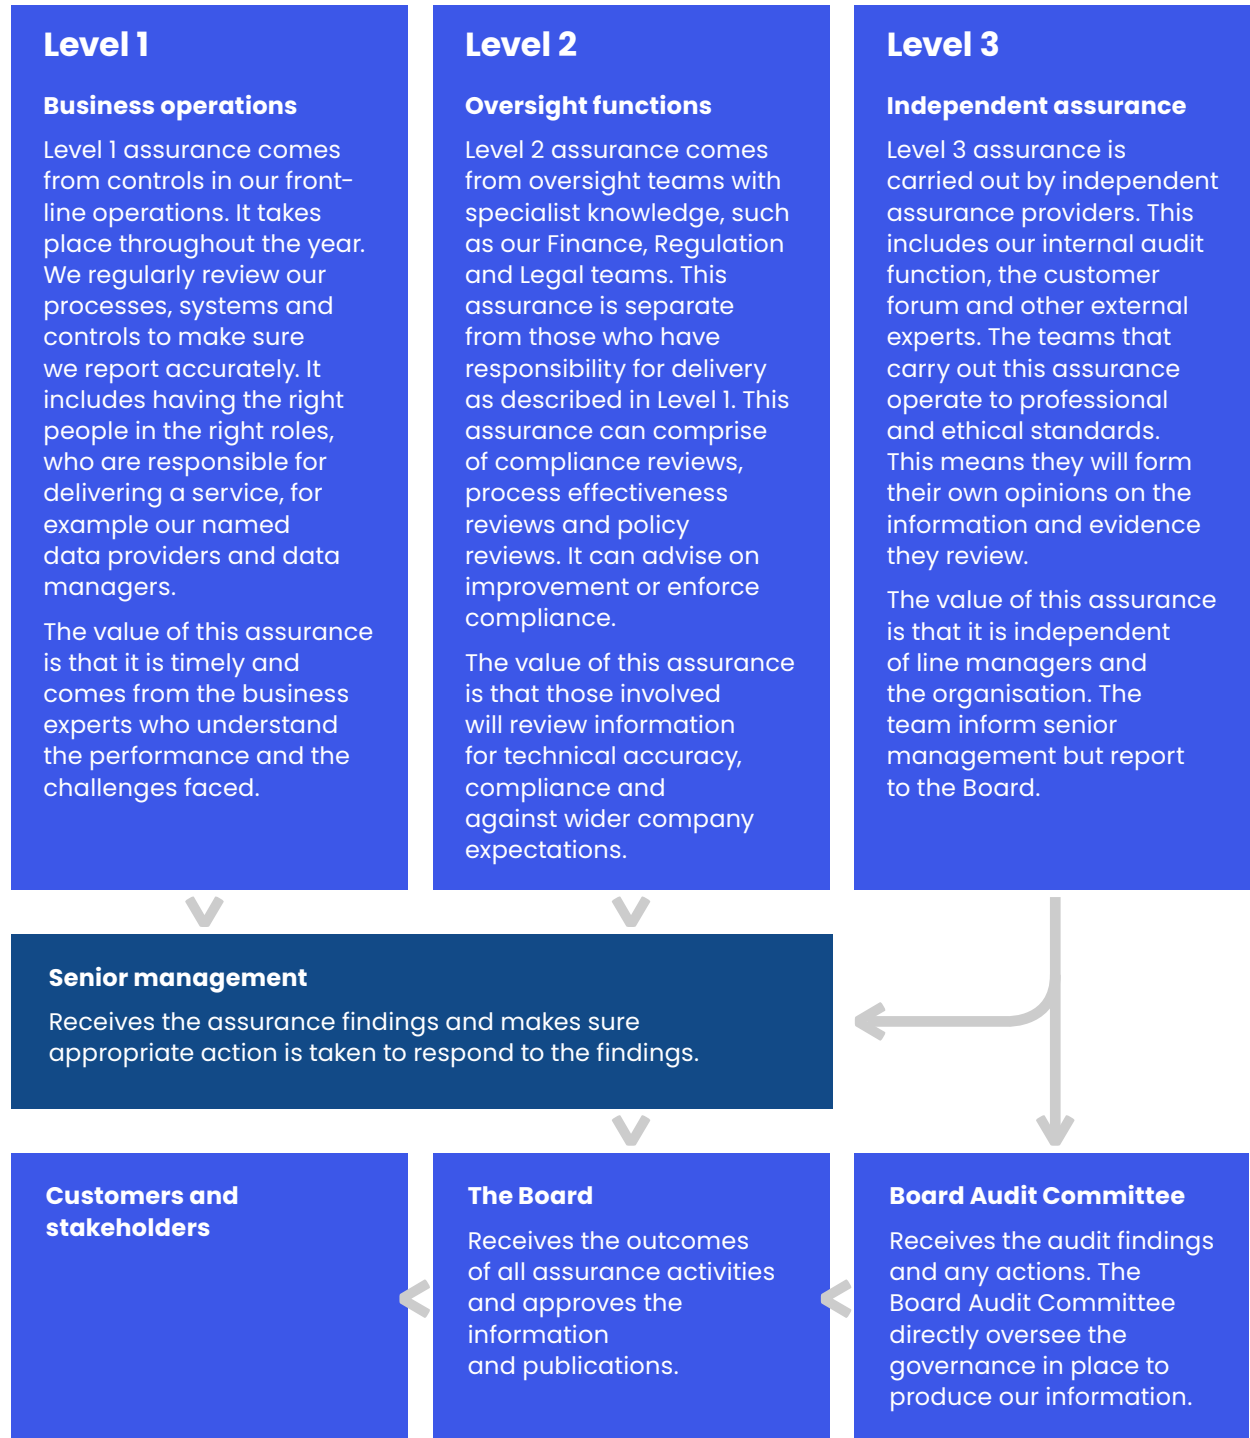 Level 1
Business operations
Level 1 assurance comes
from controls in our front-
line operations. It takes
place throughout the year.
We regularly review our
processes, systems and
controls to make sure
we report accurately. It
includes having the right
people in the right roles,
who are responsible for
delivering a service, for
example our named
data providers and data
managers.
The value of this assurance
is that it is timely and
comes from the business
experts who understand
the performance and the
challenges faced.
Level 2
Oversight functions
Level 2 assurance comes
from oversight teams with
specialist knowledge, such
as our Finance, Regulation
and Legal teams. This
assurance is separate
from those who have
responsibility for delivery
as described in Level 1. This
assurance can comprise
of compliance reviews,
process effectiveness
reviews and policy
reviews. It can advise on
improvement or enforce
compliance.
The value of this assurance
is that those involved
will review information
for technical accuracy,
compliance and
against wider company
expectations.
Level 3
Independent assurance
Level 3 assurance is
carried out by independent
assurance providers. This
includes our internal audit
function, the customer
forum and other external
experts. The teams that
carry out this assurance
operate to professional
and ethical standards.
This means they will form
their own opinions on the
information and evidence
they review.
The value of this assurance
is that it is independent
of line managers and
the organisation. The
team inform senior
management but report
to the Board.
Senior management
Receives the assurance findings and makes sure
appropriate action is taken to respond to the findings.
Customers and
stakeholders
The Board
Receives the outcomes
of all assurance activities
and approves the
information
and publications.
Board Audit Committee
Receives the audit findings
and any actions. The
Board Audit Committee
directly oversee the
governance in place to
produce our information.